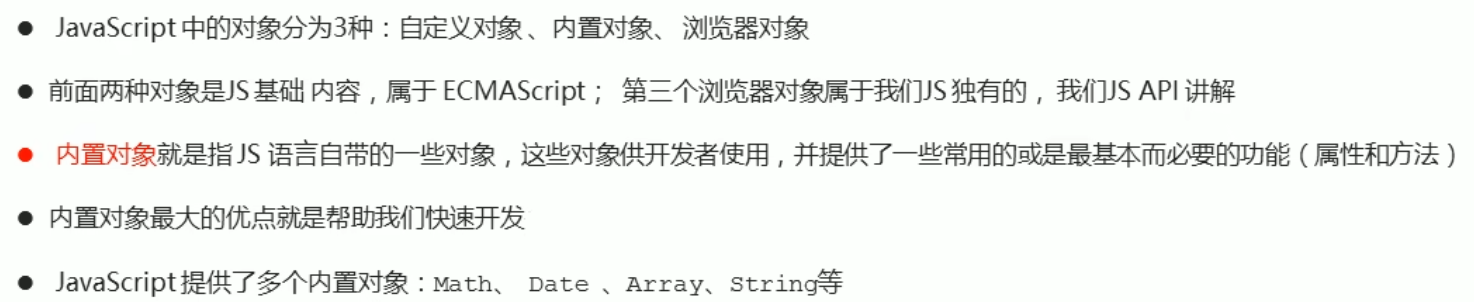 ● JavaScript 中的对象分为3种：自定义对象 、内置对象、 浏览器对象
● 前面两种对象是JS 基础 内容，属于 ECMAScript； 第三个浏览器对象属于我们JS 独有的， 我们JS API 讲解
● 内置对象就是指 JS 语言自带的一些对象，这些对象供开发者使用，并提供了一些常用的或是最基本而必要的功能（属性和方法）
● 内置对象最大的优点就是帮助我们快速开发
● JavaScript 提供了多个内置对象：Math、 Date 、Array、String等